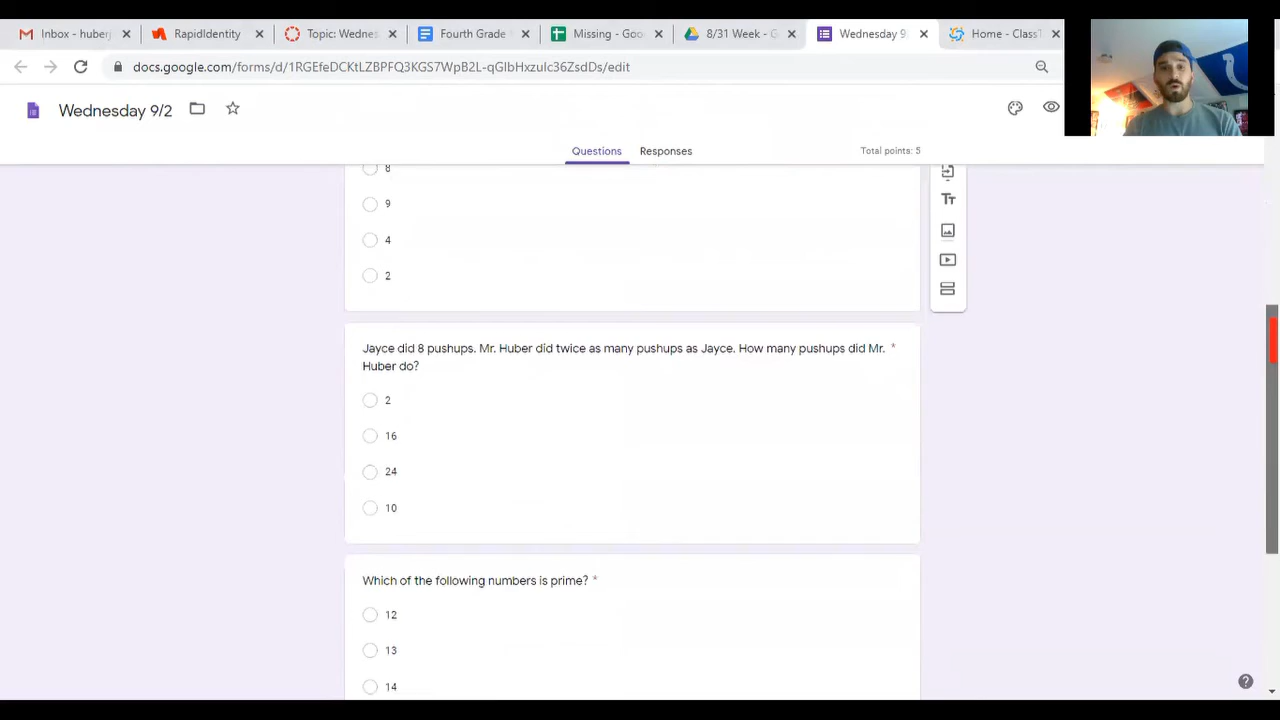 Inbox - huber
RapidIdentity
Topic: Wednes
Fourth Grade
Missing - Goo
8/31 Week - G
Wednesday 9
Home - ClassT
docs.google.com/forms/d/1RGEfeDCKtLZBPFQ3KGS7WpB2L-qGIbHxzulc36ZsdDs/edit
Wednesday 9/2
Questions
Responses
Total points: 5
8
9
4
2
Jayce did 8 pushups. Mr. Huber did twice as many pushups as Jayce. How many pushups did Mr. *
Huber do?
2
16
24
10
Which of the following numbers is prime? *
12
13
14